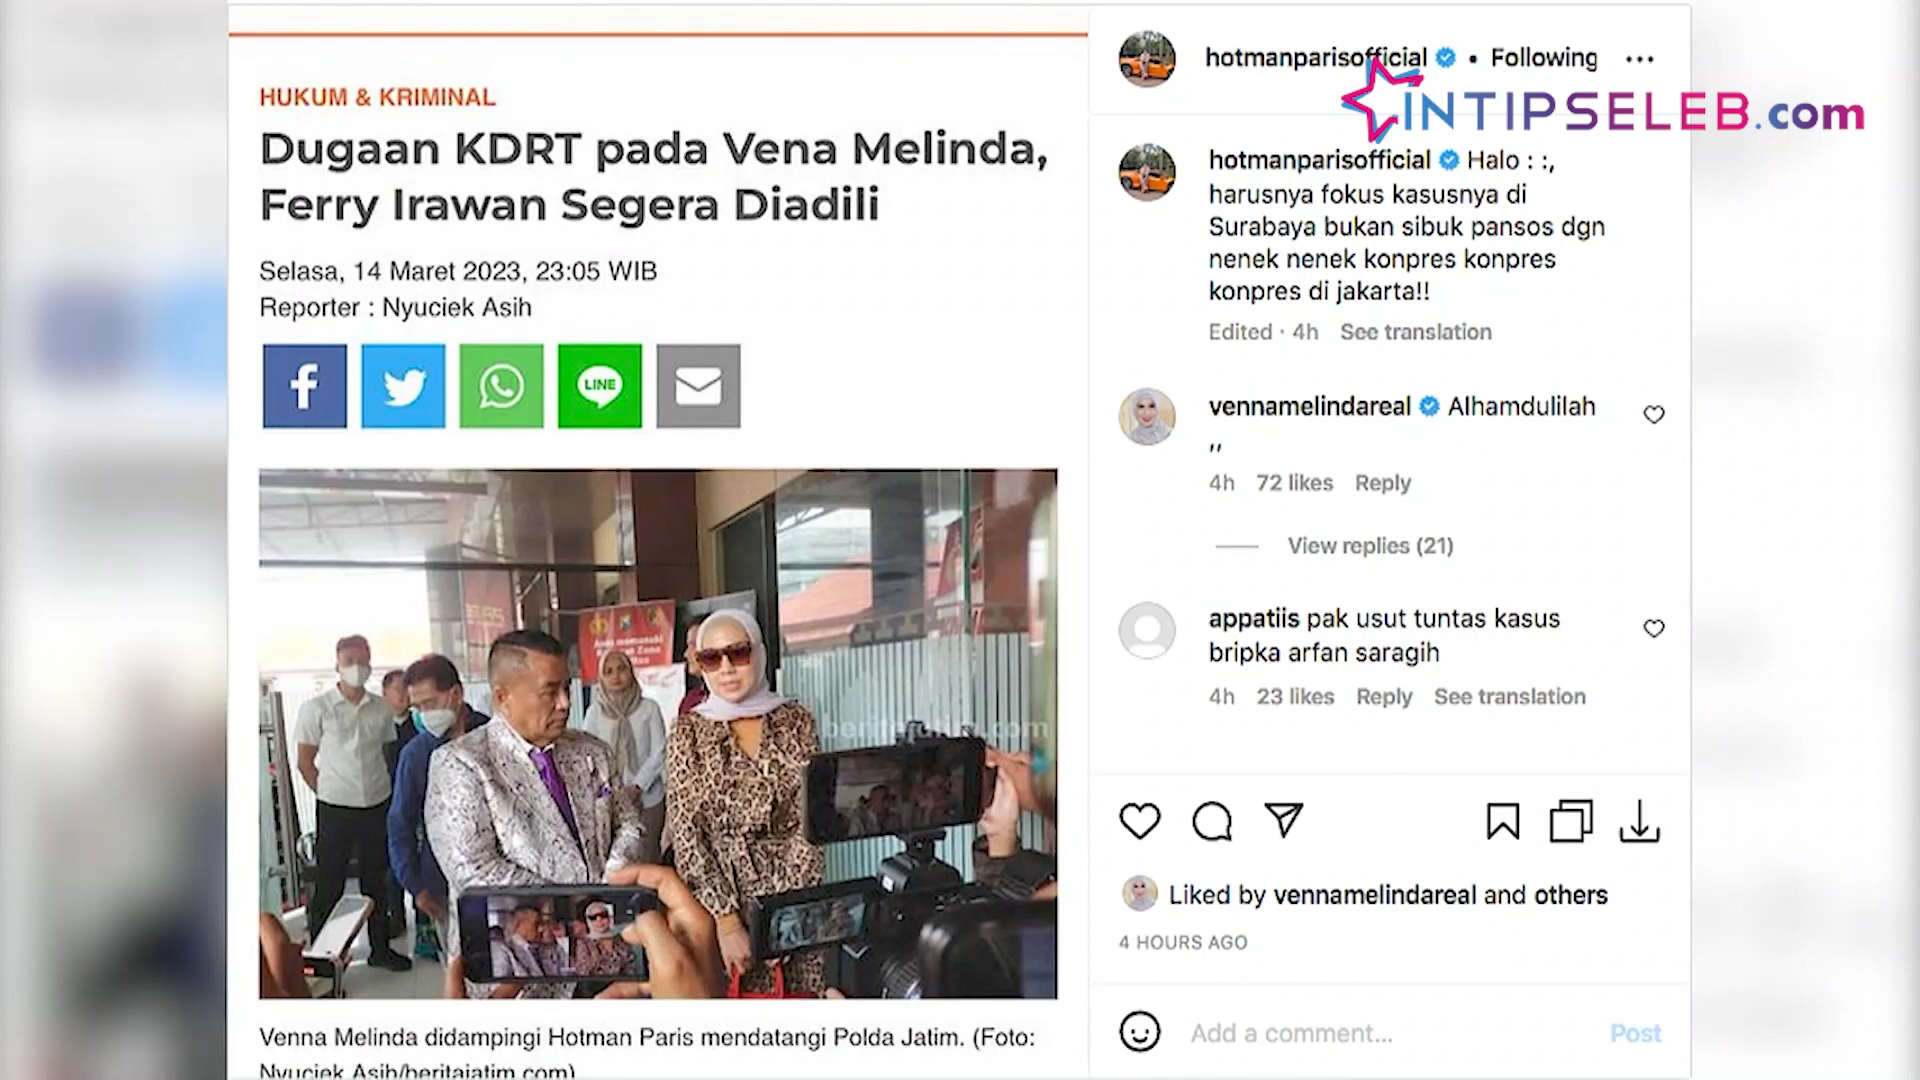 HUKUM & KRIMINAL
Dugaan KDRT pada Vena Melinda,
Ferry Irawan Segera Diadili
Selasa, 14 Maret 2023, 23:05 WIB
Reporter : Nyuciek Asih
LINE
beritajatim.com
Venna Melinda didampingi Hotman Paris mendatangi Polda Jatim. (Foto:
Nyuciek Asih/beritajatim.com)
hotmanparisofficial • Following
INTIPSELEB.com
hotmanparisofficial Halo : :,
harusnya fokus kasusnya di
Surabaya bukan sibuk pansos dgn
nenek nenek konpres konpres
konpres di jakarta!!
Edited · 4h See translation
vennamelindareal Alhamdulilah
,,
4h 72 likes Reply
View replies (21)
appatiis pak usut tuntas kasus
bripka arfan saragih
4h 23 likes Reply See translation
Liked by vennamelindareal and others
4 HOURS AGO
Add a comment... Post